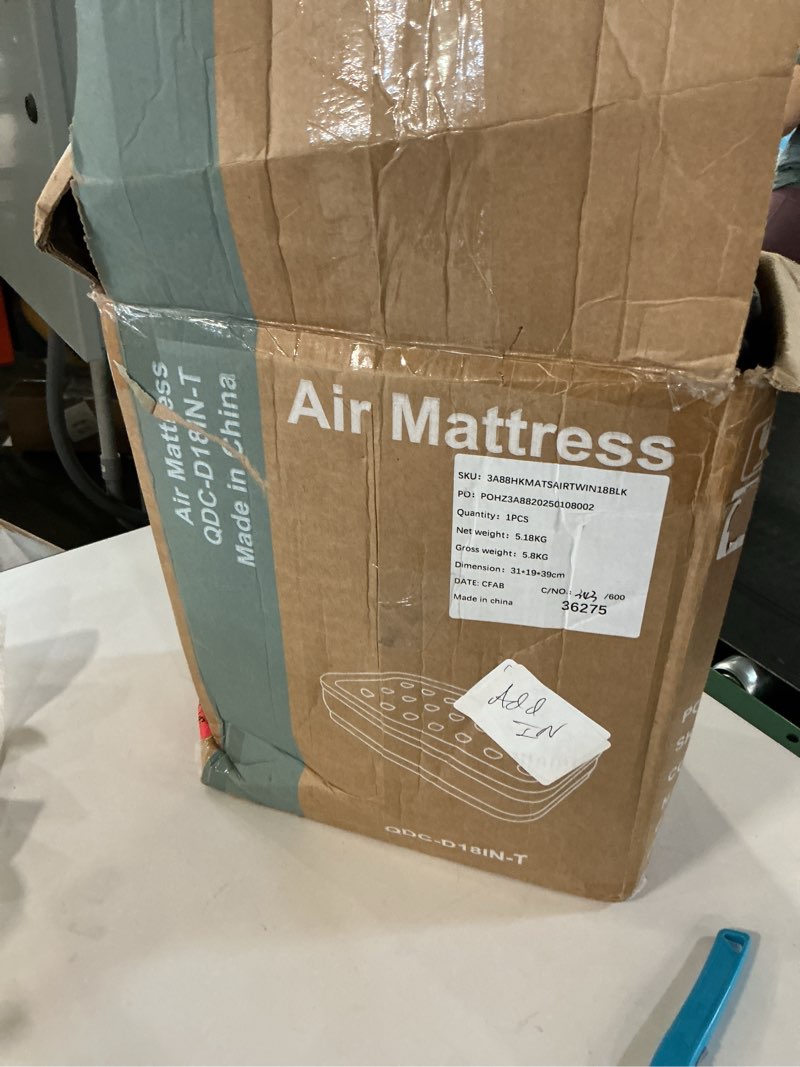 Air Mattress
QDC-D18IN-T
Made in China
Air Mattress
SKU: 3A88HKMATSAIRTWIN18BLK
PO: POHZ3A8820250108002
Quantity: 1PCS
Net weight: 5.18KG
Gross weight: 5.8KG
Dimension: 31*19*39cm
DATE: CFAB
C/NO.: 343 /600
Made in china
36275
Add
IN
QDC-D18IN-T